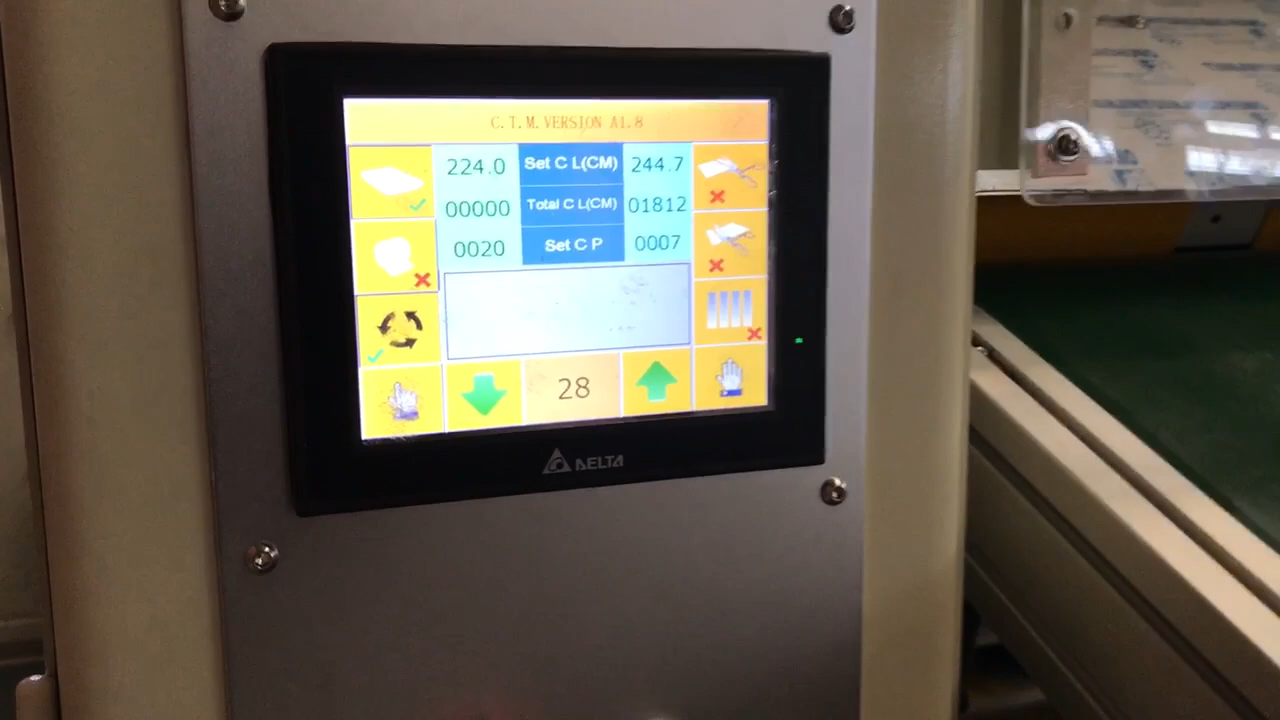 C.T.M.VERSION A1.8
224.0 Set C L(CM) 244.7
00000 Total C L(CM) 01812
0020 Set C P 0007
28
DELTA